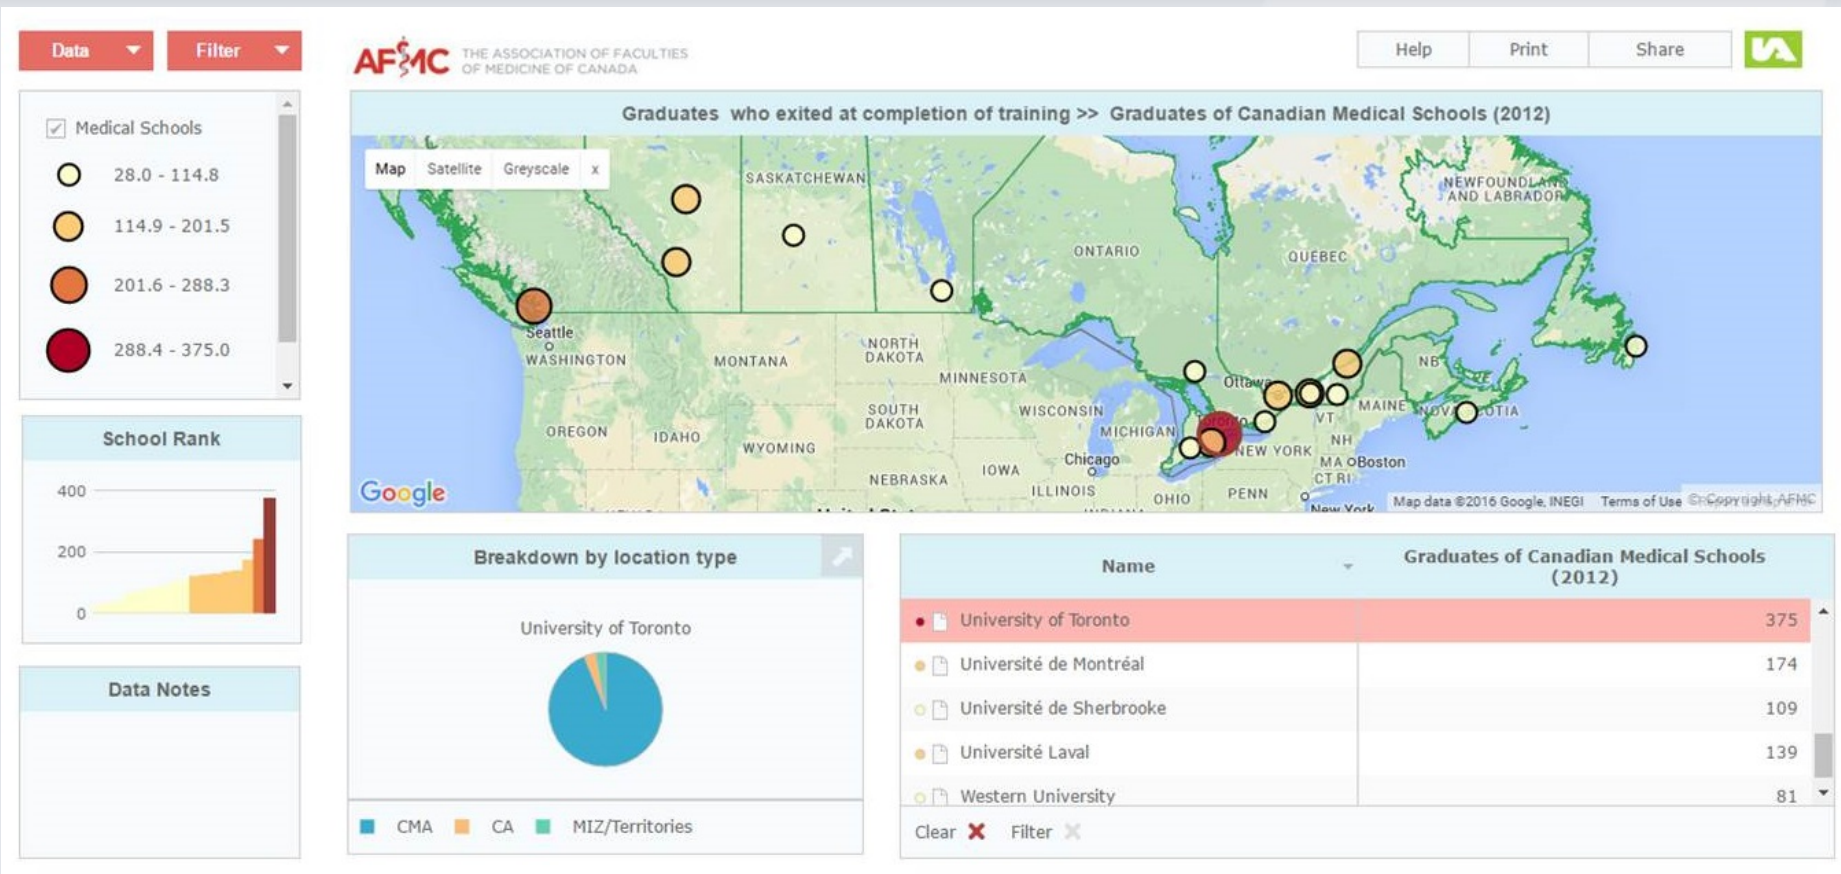 Data
Filter
AFMC
THE ASSOCIATION OF FACULTIES
OF MEDICINE OF CANADA
Help
Print
Share
Medical Schools
28.0 - 114.8
114.9 - 201.5
201.6 - 288.3
288.4 - 375.0
Graduates who exited at completion of training >> Graduates of Canadian Medical Schools (2012)
Map
Satellite
Greyscale
x
SASKATCHEWAN
NEWFOUNDLAND
AND LABRADOR
ONTARIO
QUEBEC
Seattle
WASHINGTON
MONTANA
NORTH
DAKOTA
MINNESOTA
Ottawa
NB
SOUTH
DAKOTA
WISCONSIN
MICHIGAN
Toronto
VT
MAINE
NOVA SCOTIA
OREGON
IDAHO
WYOMING
NEW YORK
NH
Chicago
MA
Boston
IOWA
CT RI
NEBRASKA
ILLINOIS
OHIO
PENN
New York
Google
Map data ©2016 Google, INEGI
Terms of Use
© Copyright AFMC
School Rank
400
200
0
Data Notes
Breakdown by location type
University of Toronto
CMA
CA
MIZ/Territories
Name
Graduates of Canadian Medical Schools
(2012)
University of Toronto 375
Université de Montréal 174
Université de Sherbrooke 109
Université Laval 139
Western University 81
Clear
Filter